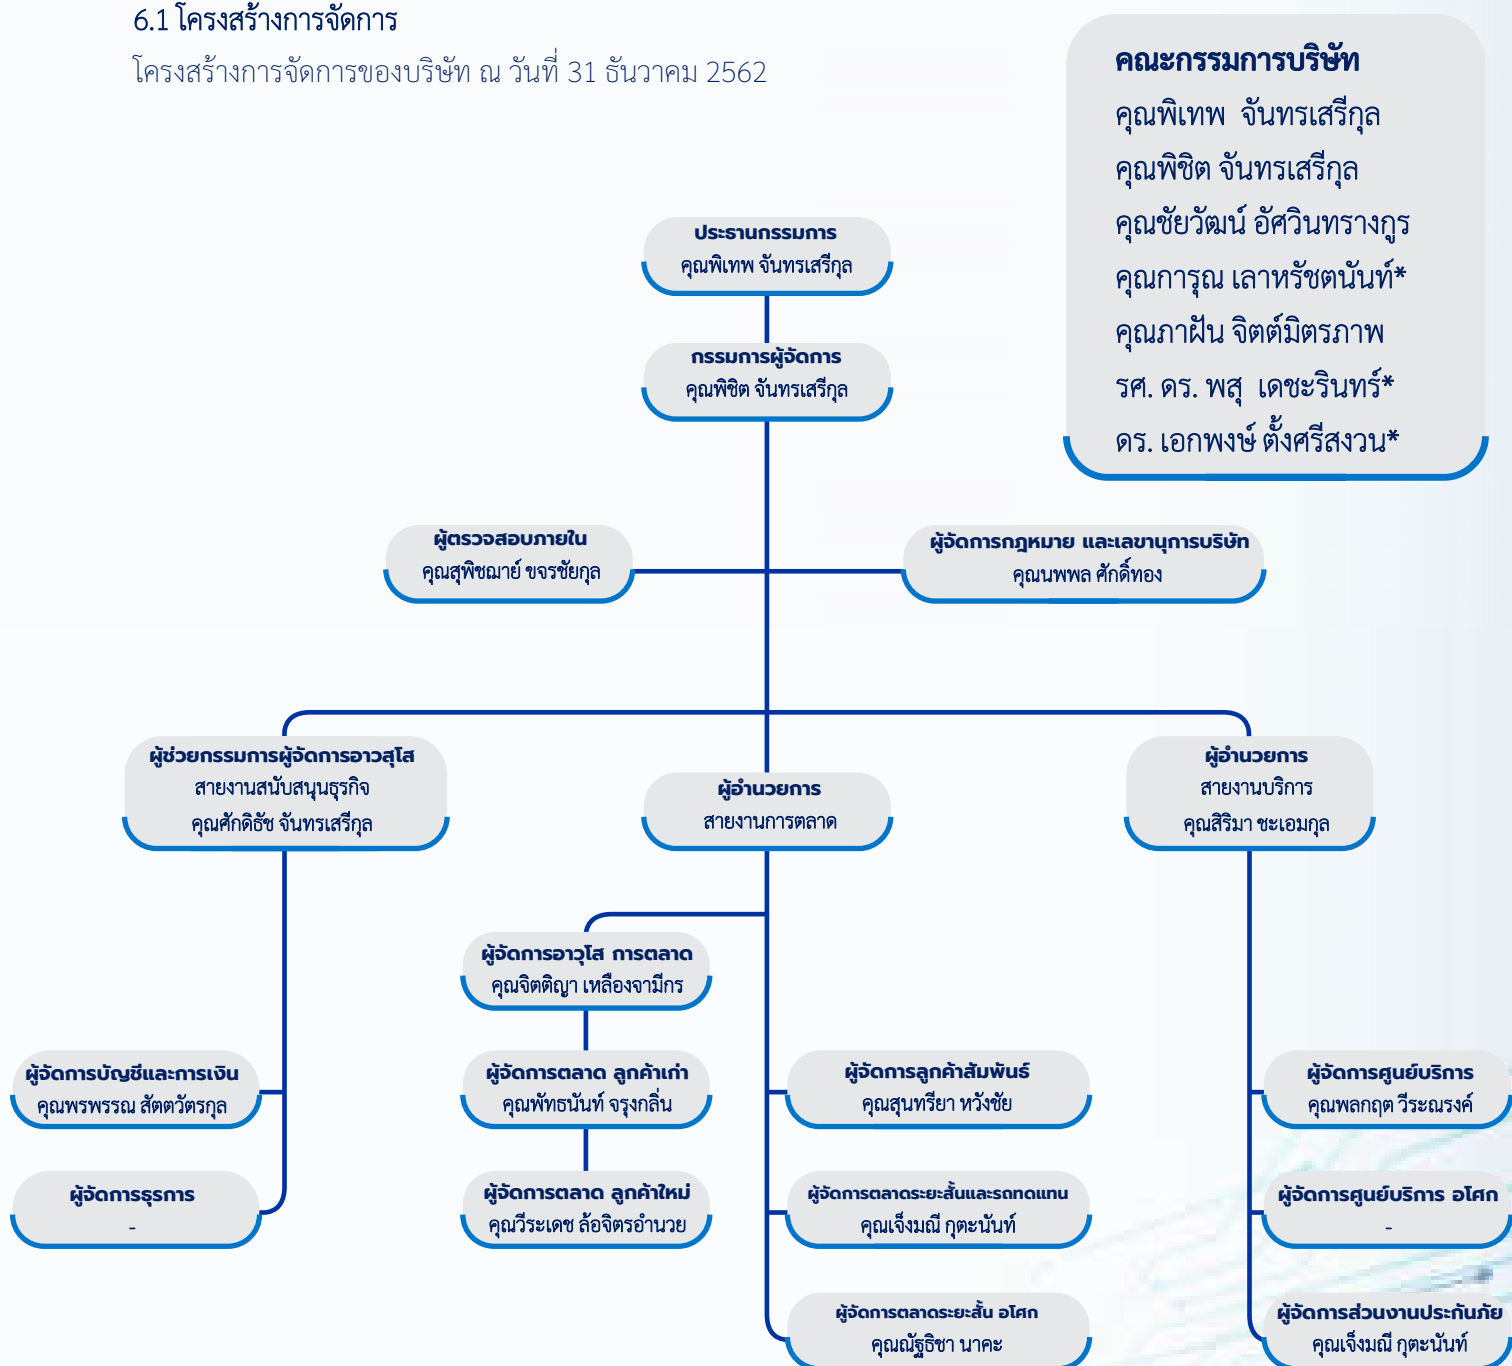 6.1 โครงสร้างการจัดการ
โครงสร้างการจัดการของบริษัท ณ วันที่ 31 ธันวาคม 2562
คณะกรรมการบริษัท
คุณพิเทพ จันทรเสรีกุล
คุณพิชิต จันทรเสรีกุล
คุณชัยวัฒน์ อัศวินทรางกูร
คุณการุณ เลาหรัชตนันท์*
คุณภาฝัน จิตต์มิตรภาพ
รศ. ดร. พสุ เดชะรินทร์*
ดร. เอกพงษ์ ตั้งศรีสงวน*
ประธานกรรมการ
คุณพิเทพ จันทรเสรีกุล
กรรมการผู้จัดการ
คุณพิชิต จันทรเสรีกุล
ผู้ตรวจสอบภายใน
คุณสุพิชฌาย์ ขจรชัยกุล
ผู้จัดการกฎหมาย และเลขานุการบริษัท
คุณนพพล ศักดิ์ทอง
ผู้ช่วยกรรมการผู้จัดการอาวสุโส
สายงานสนับสนุนธุรกิจ
คุณศักดิธัช จันทรเสรีกุล
ผู้อำนวยการ
สายงานการตลาด
ผู้อำนวยการ
สายงานบริการ
คุณสิริมา ชะเอมกุล
ผู้จัดการอาวุโส การตลาด
คุณจิตติญา เหลืองจามีกร
ผู้จัดการบัญชีและการเงิน
คุณพรพรรณ สัตตวัตรกุล
ผู้จัดการตลาด ลูกค้าเก่า
คุณพัทธนันท์ จรุงกลิ่น
ผู้จัดการลูกค้าสัมพันธ์
คุณสุนทรียา หวังชัย
ผู้จัดการศูนย์บริการ
คุณพลกฤต วีระณรงค์
ผู้จัดการธุรการ
-
ผู้จัดการตลาด ลูกค้าใหม่
คุณวีระเดช ล้อจิตรอำนวย
ผู้จัดการตลาดระยะสั้นและรถทดแทน
คุณเจ็งมณี กุตะนันท์
ผู้จัดการศูนย์บริการ อโศก
-
ผู้จัดการตลาดระยะสั้น อโศก
คุณณัฐธิชา นาคะ
ผู้จัดการส่วนงานประกันภัย
คุณเจ็งมณี กุตะนันท์